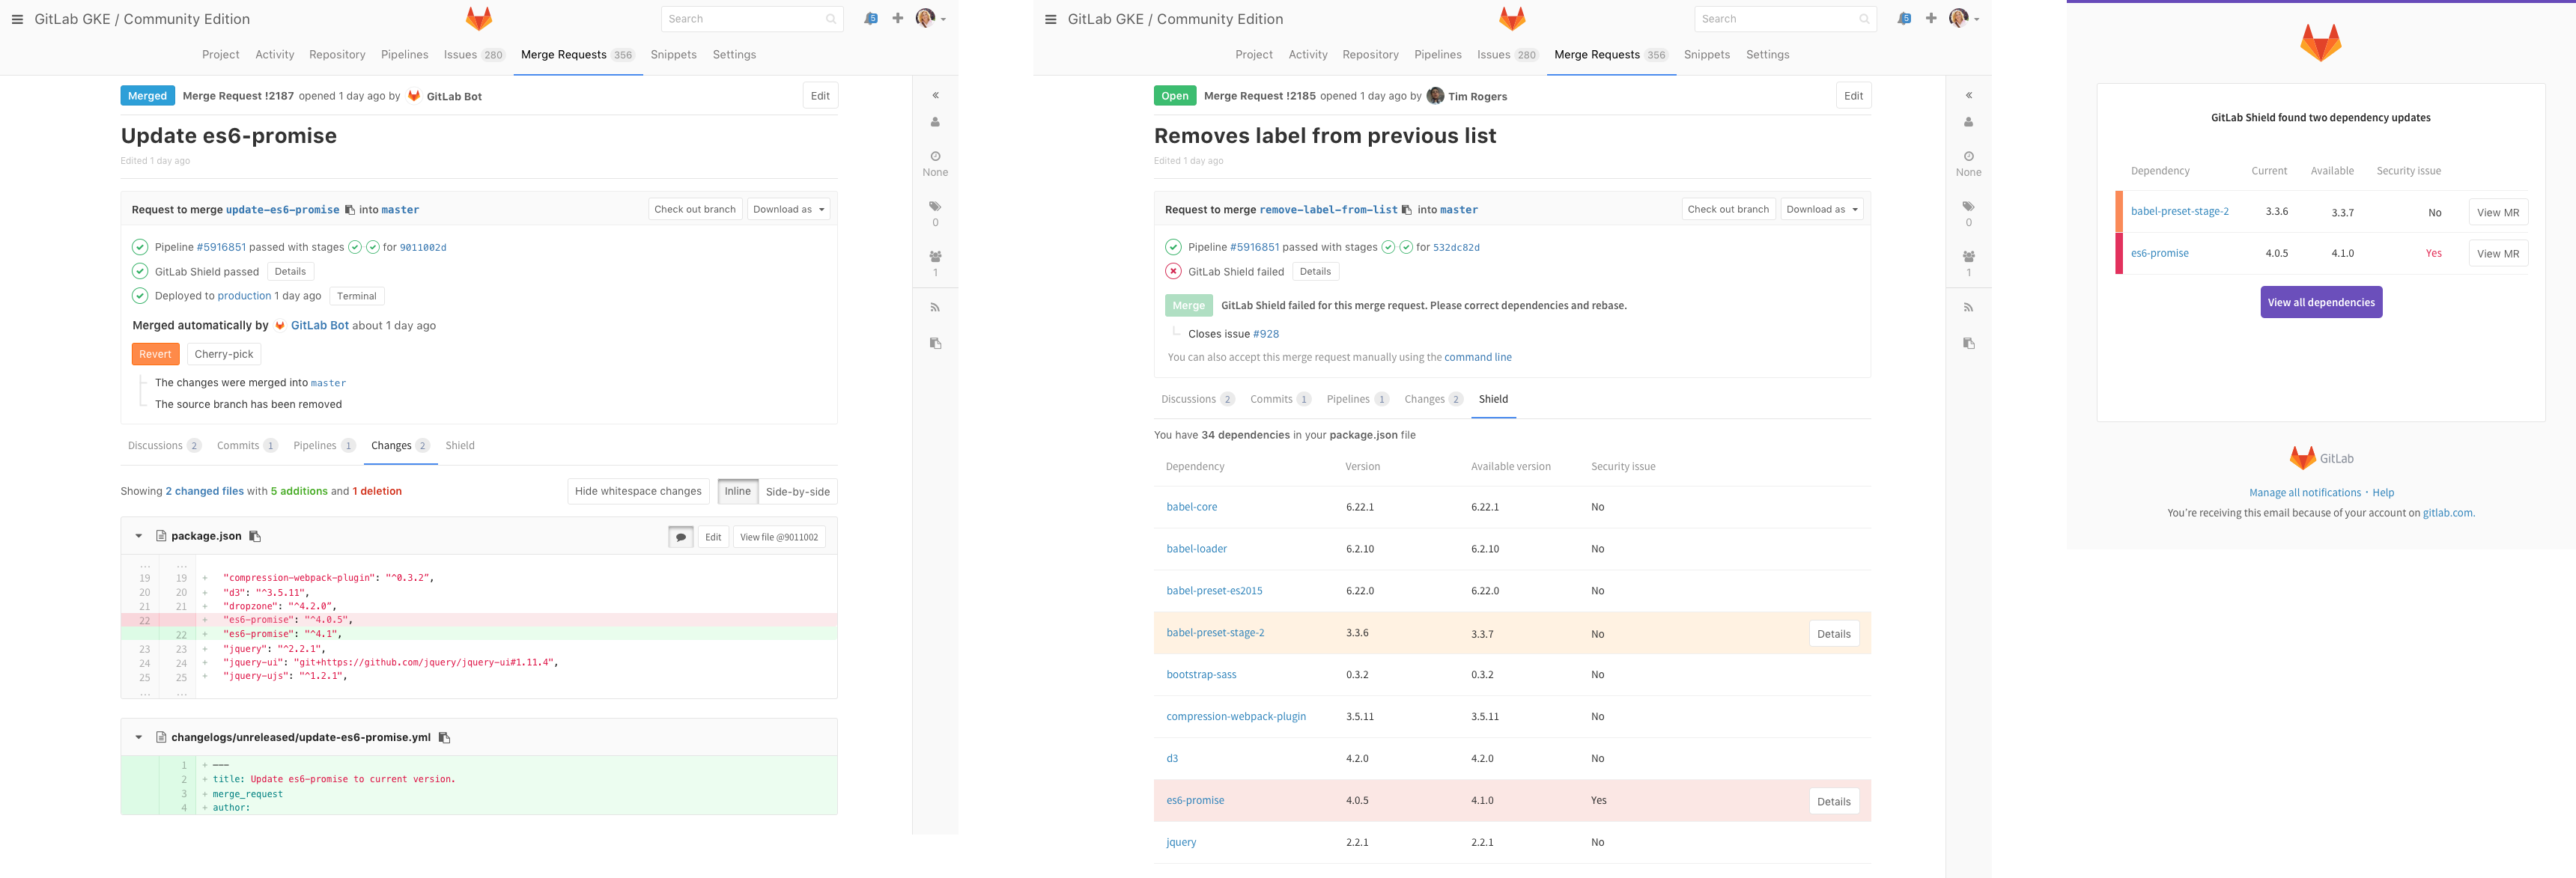 GitLab GKE / Community Edition
Search
5
Project Activity Repository Pipelines Issues 280 Merge Requests 356 Snippets Settings
Merged Merge Request !2187 opened 1 day ago by GitLab Bot Edit
Update es6-promise
Edited 1 day ago
None
0
1
Request to merge update-es6-promise into master Check out branch Download as
Pipeline #5916851 passed with stages for 9011002d
GitLab Shield passed Details
Deployed to production 1 day ago Terminal
Merged automatically by GitLab Bot about 1 day ago
Revert Cherry-pick
The changes were merged into master
The source branch has been removed
Discussions 2 Commits 1 Pipelines 1 Changes 2 Shield
Showing 2 changed files with 5 additions and 1 deletion Hide whitespace changes Inline Side-by-side
package.json Edit View file @9011002
... ...
19 19 + "compression-webpack-plugin": "^0.3.2",
20 20 + "d3": "^3.5.11",
21 21 + "dropzone": "^4.2.0",
22 + "es6-promise": "^4.0.5",
22 + "es6-promise": "^4.1",
23 23 + "jquery": "^2.2.1",
24 24 + "jquery-ui": "git+https://github.com/jquery/jquery-ui#1.11.4",
25 25 + "jquery-ujs": "^1.2.1",
... ...
changelogs/unreleased/update-es6-promise.yml
1 + ---
2 + title: Update es6-promise to current version.
3 + merge_request
4 + author:
GitLab GKE / Community Edition
Search
5
Project Activity Repository Pipelines Issues 280 Merge Requests 356 Snippets Settings
Open Merge Request !2185 opened 1 day ago by Tim Rogers Edit
Removes label from previous list
Edited 1 day ago
None
0
1
Request to merge remove-label-from-list into master Check out branch Download as
Pipeline #5916851 passed with stages for 532dc82d
GitLab Shield failed Details
Merge GitLab Shield failed for this merge request. Please correct dependencies and rebase.
Closes issue #928
You can also accept this merge request manually using the command line
Discussions 2 Commits 1 Pipelines 1 Changes 2 Shield
You have 34 dependencies in your package.json file
Dependency Version Available version Security issue
babel-core 6.22.1 6.22.1 No
babel-loader 6.2.10 6.2.10 No
babel-preset-es2015 6.22.0 6.22.0 No
babel-preset-stage-2 3.3.6 3.3.7 No Details
bootstrap-sass 0.3.2 0.3.2 No
compression-webpack-plugin 3.5.11 3.5.11 No
d3 4.2.0 4.2.0 No
es6-promise 4.0.5 4.1.0 Yes Details
jquery 2.2.1 2.2.1 No
GitLab Shield found two dependency updates
Dependency Current Available Security issue
babel-preset-stage-2 3.3.6 3.3.7 No View MR
es6-promise 4.0.5 4.1.0 Yes View MR
View all dependencies
GitLab
Manage all notifications · Help
You're receiving this email because of your account on gitlab.com.